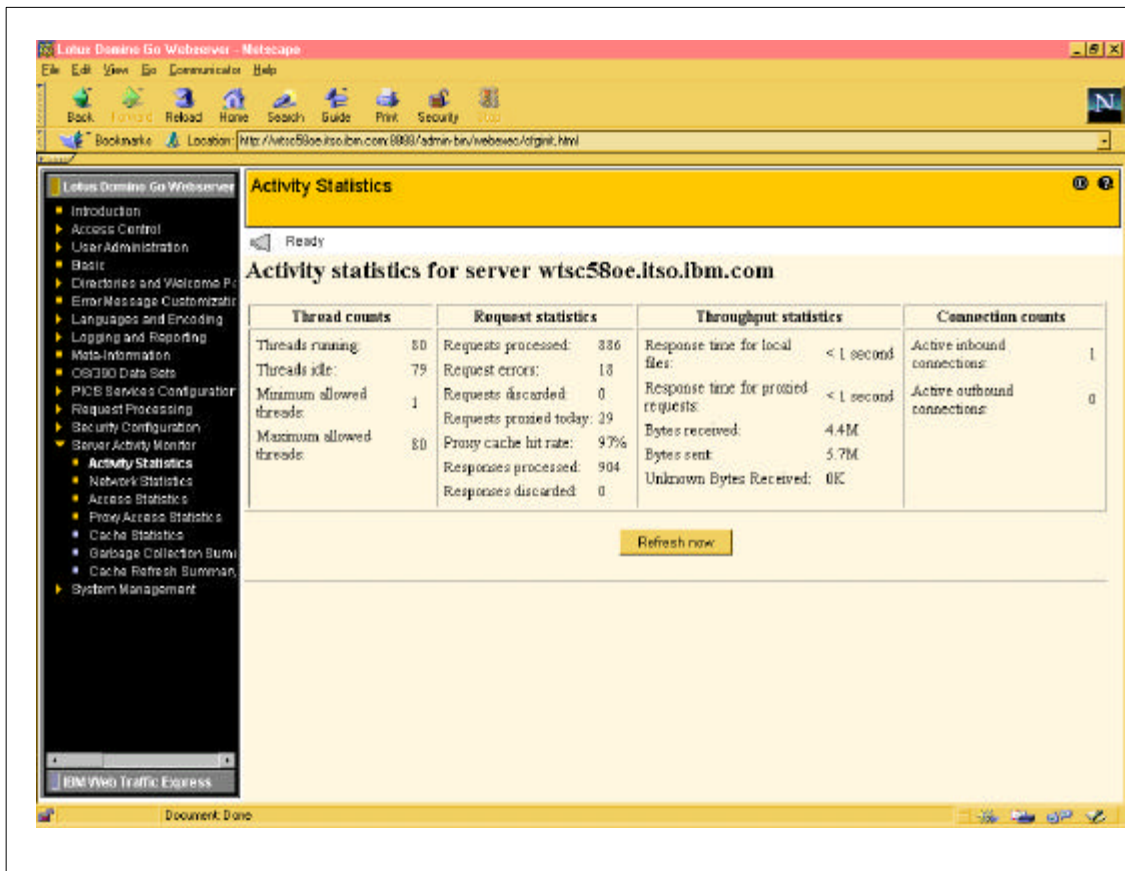 Lotus Domino Go Webserver - Netscape
File Edit View Go Communicator Help
Back Forward Reload Home Search Guide Print Security Stop
Bookmarks Location: http://wtsc58oe.itso.ibm.com:8888/admin-bin/webexec/cfginit.html
Lotus Domino Go Webserver
Introduction
Access Control
User Administration
Basic
Directories and Welcome Pa
Error Message Customizatic
Languages and Encoding
Logging and Reporting
Meta-Information
OS/390 Data Sets
PICS Services Configuration
Request Processing
Security Configuration
Server Activity Monitor
Activity Statistics
Network Statistics
Access Statistics
Proxy Access Statistics
Cache Statistics
Garbage Collection Summ
Cache Refresh Summary
System Management
IBM Web Traffic Express
Activity Statistics
Ready
Activity statistics for server wtsc58oe.itso.ibm.com
Thread counts
Threads running: 80
Threads idle: 79
Minimum allowed
threads: 1
Maximum allowed
threads: 80
Request statistics
Requests processed: 886
Request errors: 18
Requests discarded: 0
Requests proxied today: 29
Proxy cache hit rate: 97%
Responses processed: 904
Responses discarded: 0
Throughput statistics
Response time for local
files: < 1 second
Response time for proxied
requests: < 1 second
Bytes received: 4.4M
Bytes sent: 5.7M
Unknown Bytes Received: 0K
Connection counts
Active inbound
connections: 1
Active outbound
connections: 0
Refresh now
Document: Done